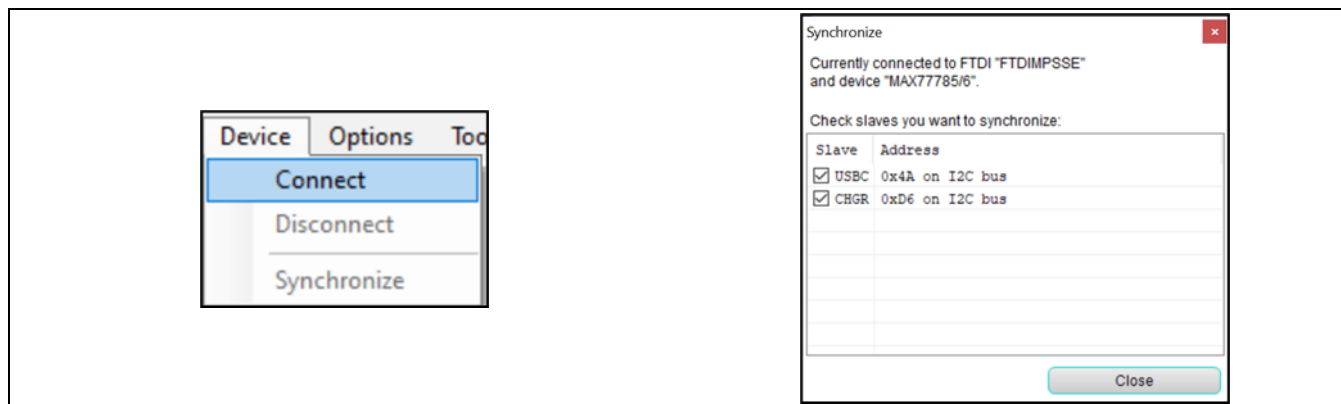 Device Options Too
Connect
Disconnect
Synchronize
Synchronize
Currently connected to FTDI "FTDIMPSSE"
and device "MAX77785/6".
Check slaves you want to synchronize:
Slave Address
USBC 0x4A on I2C bus
CHGR 0xD6 on I2C bus
Close